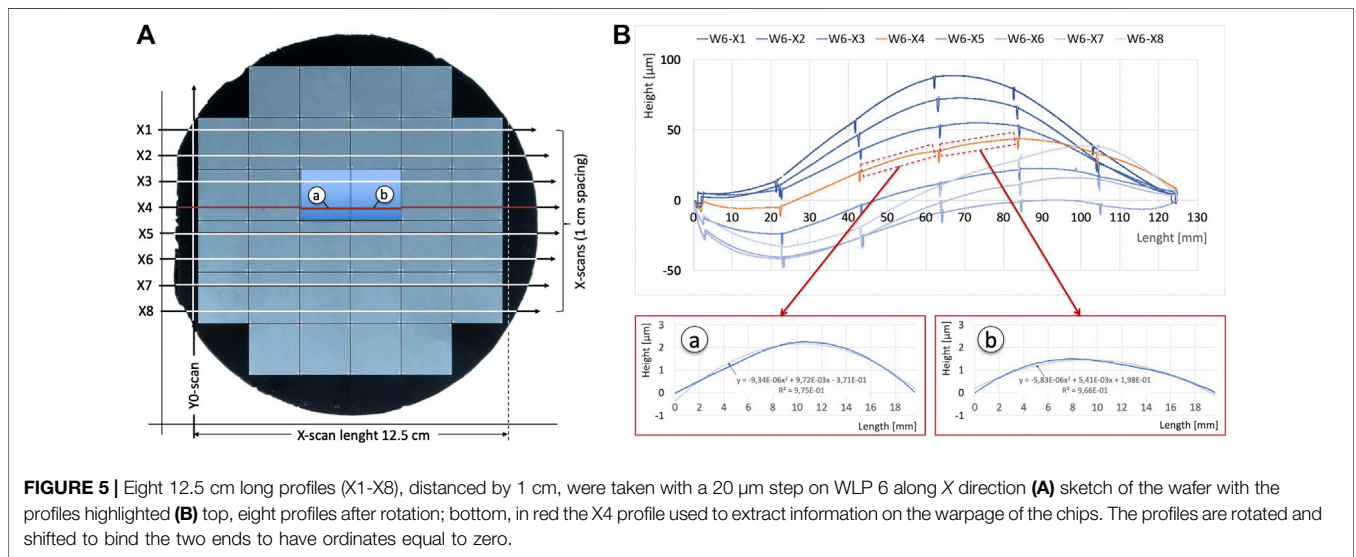 A
X1
X2
X3
X4
X5
X6
X7
X8
a
b
X-scans (1 cm spacing)
Y0-scan
X-scan lenght 12.5 cm
B
W6-X1 W6-X2 W6-X3 W6-X4 W6-X5 W6-X6 W6-X7 W6-X8
Height [µm]
100
50
0
-50
0 10 20 30 40 50 60 70 80 90 100 110 120 130
Lenght [mm]
a
Height [µm]
3
2
1
0
-1
y = -9,34E-06x² + 9,72E-03x - 3,71E-01
R² = 9,75E-01
0 2 4 6 8 10 12 14 16 18
Length [mm]
b
Height [µm]
3
2
1
0
-1
y = -5,83E-06x² + 5,41E-03x + 1,98E-01
R² = 9,66E-01
0 2 4 6 8 10 12 14 16 18
Length [mm]
FIGURE 5 | Eight 12.5 cm long profiles (X1-X8), distanced by 1 cm, were taken with a 20 µm step on WLP 6 along X direction (A) sketch of the wafer with the
profiles highlighted (B) top, eight profiles after rotation; bottom, in red the X4 profile used to extract information on the warpage of the chips. The profiles are rotated and
shifted to bind the two ends to have ordinates equal to zero.